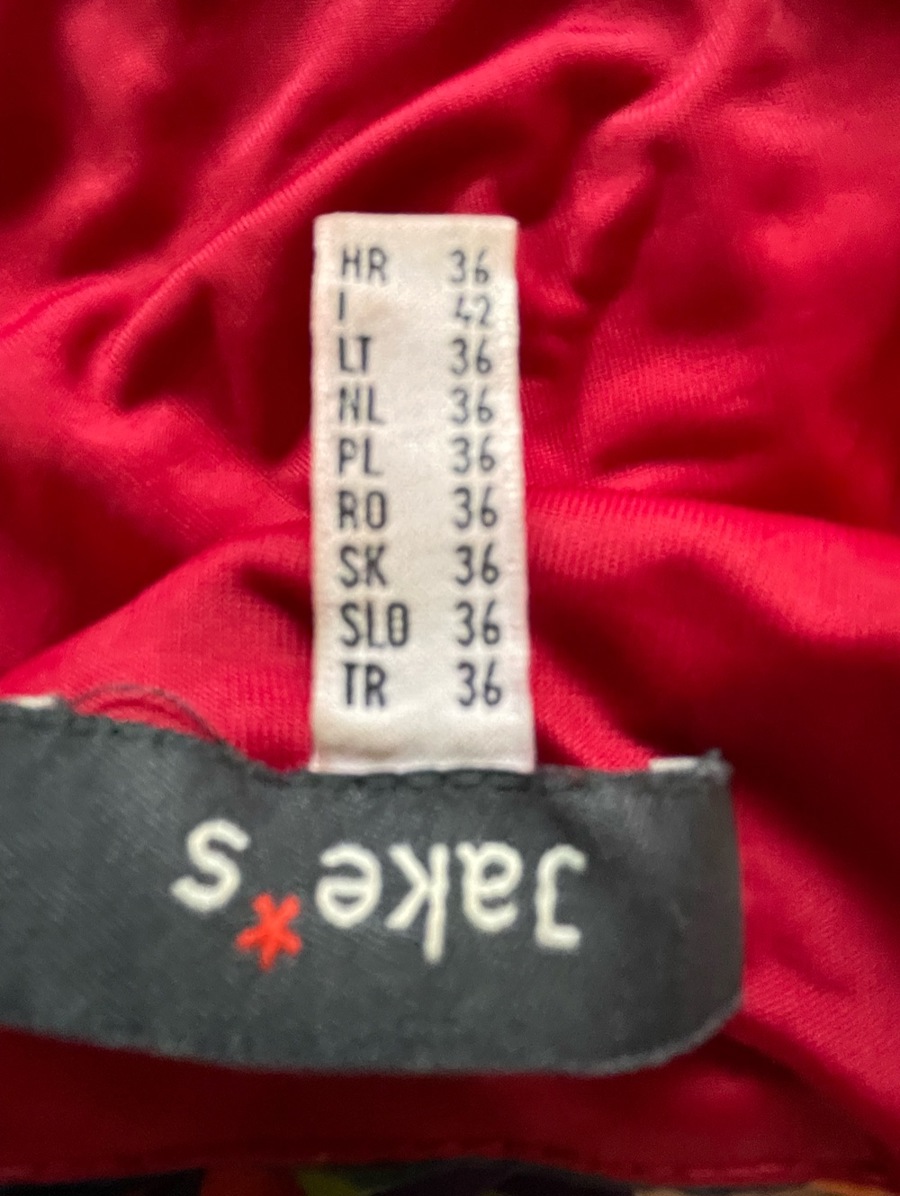 HR 36
I 42
LT 36
NL 36
PL 36
RO 36
SK 36
SLO 36
TR 36
Jake*s